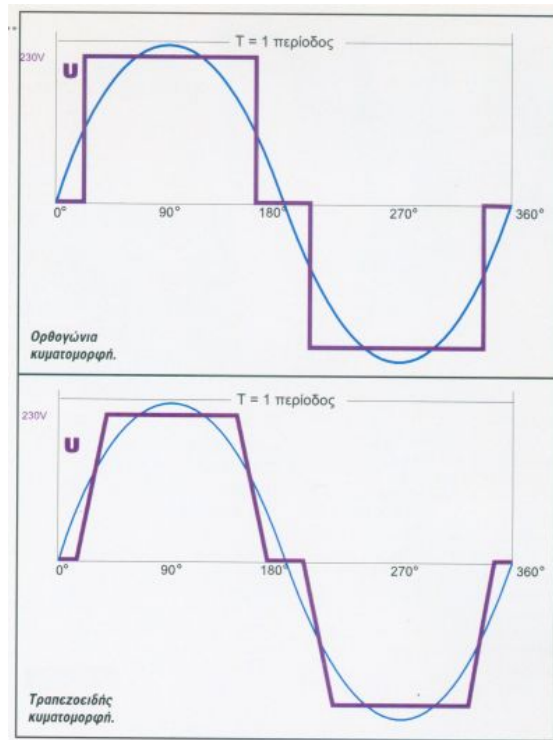 T = 1 περίοδος
230V
U
0° 90° 180° 270° 360°
Ορθογώνια
κυματομορφή.
T = 1 περίοδος
230V
U
0° 90° 180° 270° 360°
Τραπεζοειδής
κυματομορφή.